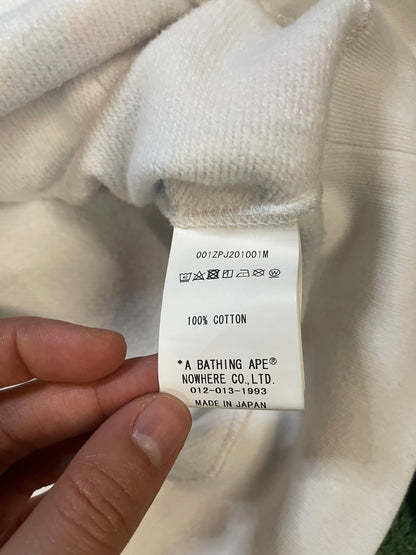 001ZPJ201001M
100% COTTON
*A BATHING APE®
NOWHERE CO.,LTD.
012-013-1993
MADE IN JAPAN